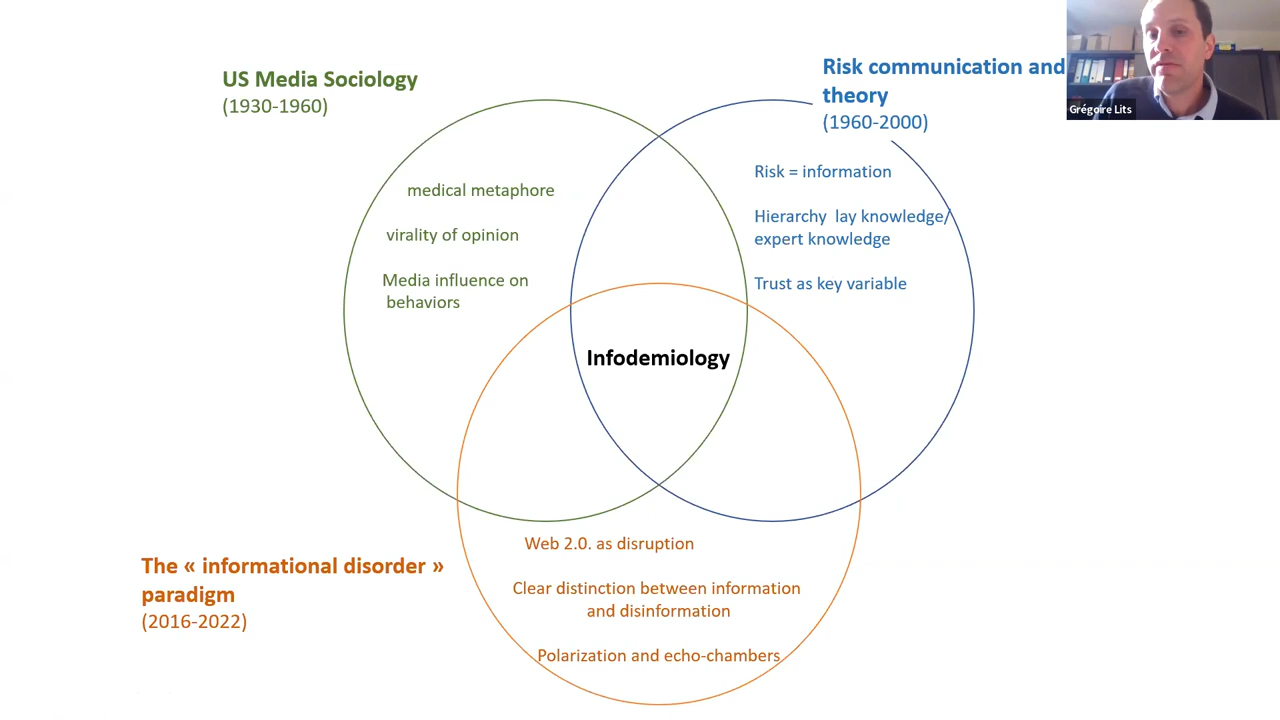 US Media Sociology
(1930-1960)
Risk communication and
theory
(1960-2000)
Grégoire Lits
medical metaphore
virality of opinion
Media influence on
behaviors
Risk = information
Hierarchy lay knowledge/
expert knowledge
Trust as key variable
Infodemiology
The « informational disorder »
paradigm
(2016-2022)
Web 2.0. as disruption
Clear distinction between information
and disinformation
Polarization and echo-chambers